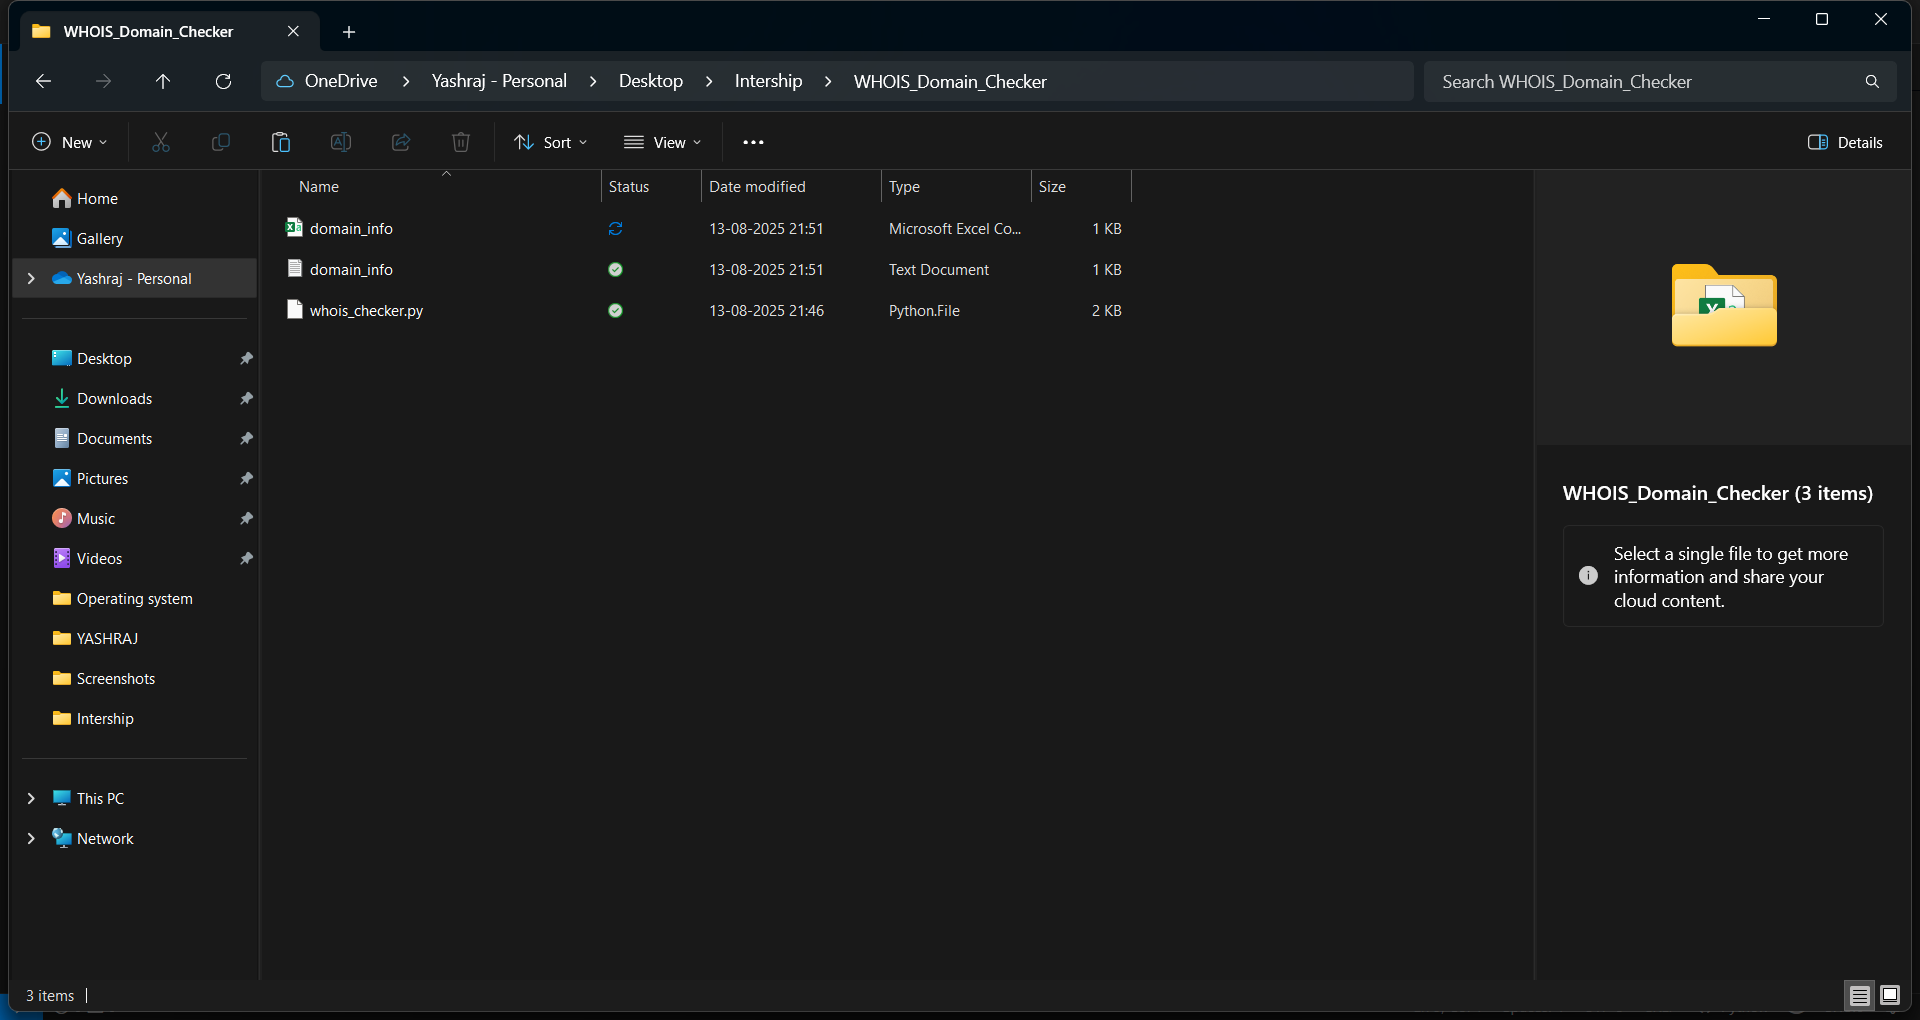 WHOIS_Domain_Checker
OneDrive > Yashraj - Personal > Desktop > Intership > WHOIS_Domain_Checker
Search WHOIS_Domain_Checker
New
Sort
View
Details
Home
Gallery
Yashraj - Personal
Desktop
Downloads
Documents
Pictures
Music
Videos
Operating system
YASHRAJ
Screenshots
Intership
This PC
Network
Name Status Date modified Type Size
domain_info 13-08-2025 21:51 Microsoft Excel Co... 1 KB
domain_info 13-08-2025 21:51 Text Document 1 KB
whois_checker.py 13-08-2025 21:46 Python.File 2 KB
WHOIS_Domain_Checker (3 items)
Select a single file to get more
information and share your
cloud content.
3 items